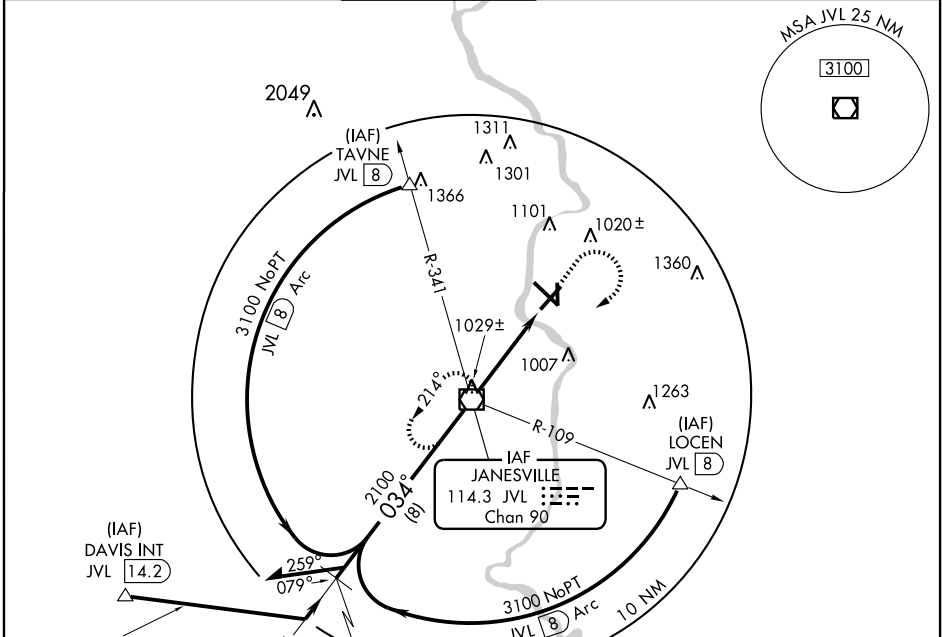 MSA JVL 25 NM
3100
2049
(IAF)
TAVNE
JVL 8
1366
1311
1301
1101
1020±
1360
3100 NoPT
JVL 8 Arc
R-341
1029±
1007
1263
214°
R-109
(IAF)
LOCEN
JVL 8
IAF
JANESVILLE
114.3 JVL
Chan 90
2100
034°
(8)
(IAF)
DAVIS INT
JVL 14.2
259°
079°
3100 NoPT
JVL 8 Arc
10 NM
N